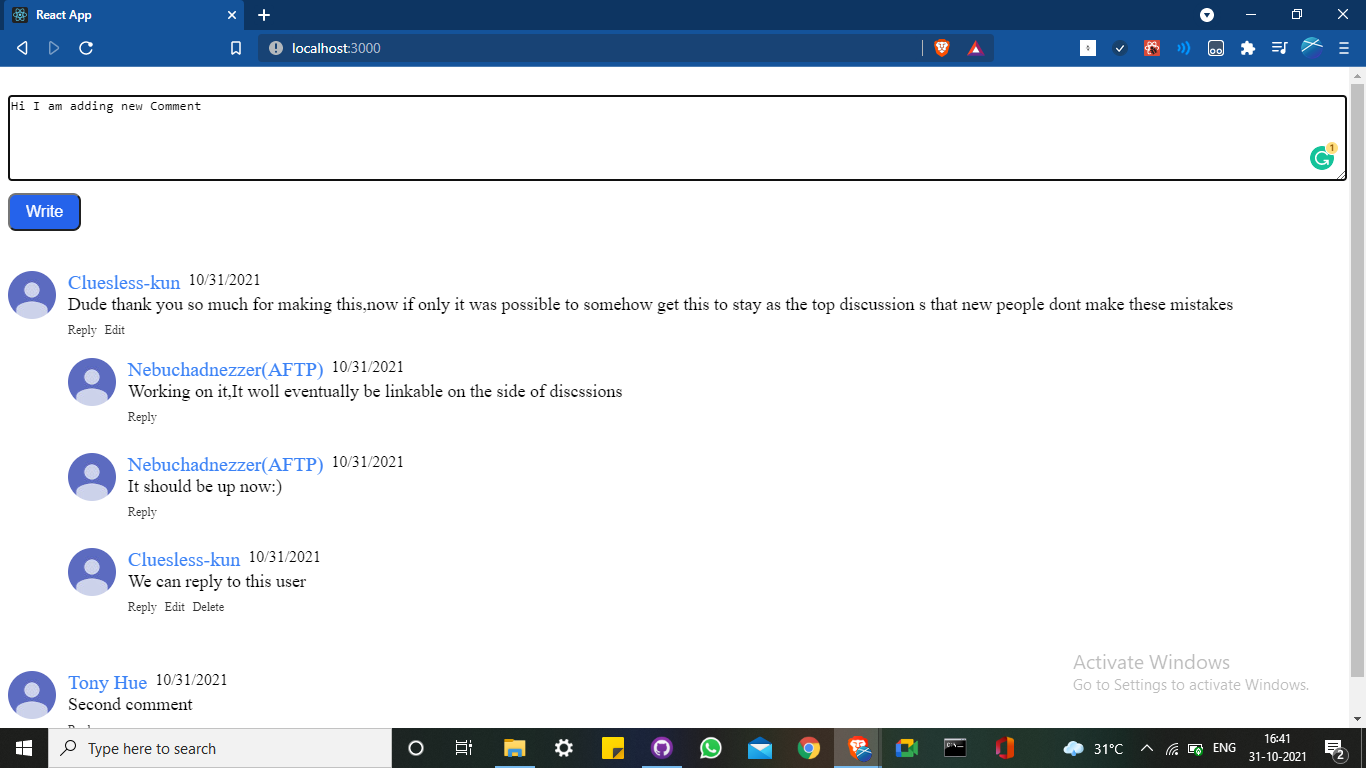 React App
localhost:3000
Hi I am adding new Comment
1
Write
Cluesless-kun 10/31/2021
Dude thank you so much for making this,now if only it was possible to somehow get this to stay as the top discussion s that new people dont make these mistakes
Reply Edit
Nebuchadnezzer(AFTP) 10/31/2021
Working on it,It woll eventually be linkable on the side of discssions
Reply
Nebuchadnezzer(AFTP) 10/31/2021
It should be up now:)
Reply
Cluesless-kun 10/31/2021
We can reply to this user
Reply Edit Delete
Activate Windows
Go to Settings to activate Windows.
Tony Hue 10/31/2021
Second comment
Type here to search
31°C
ENG
16:41
31-10-2021
2